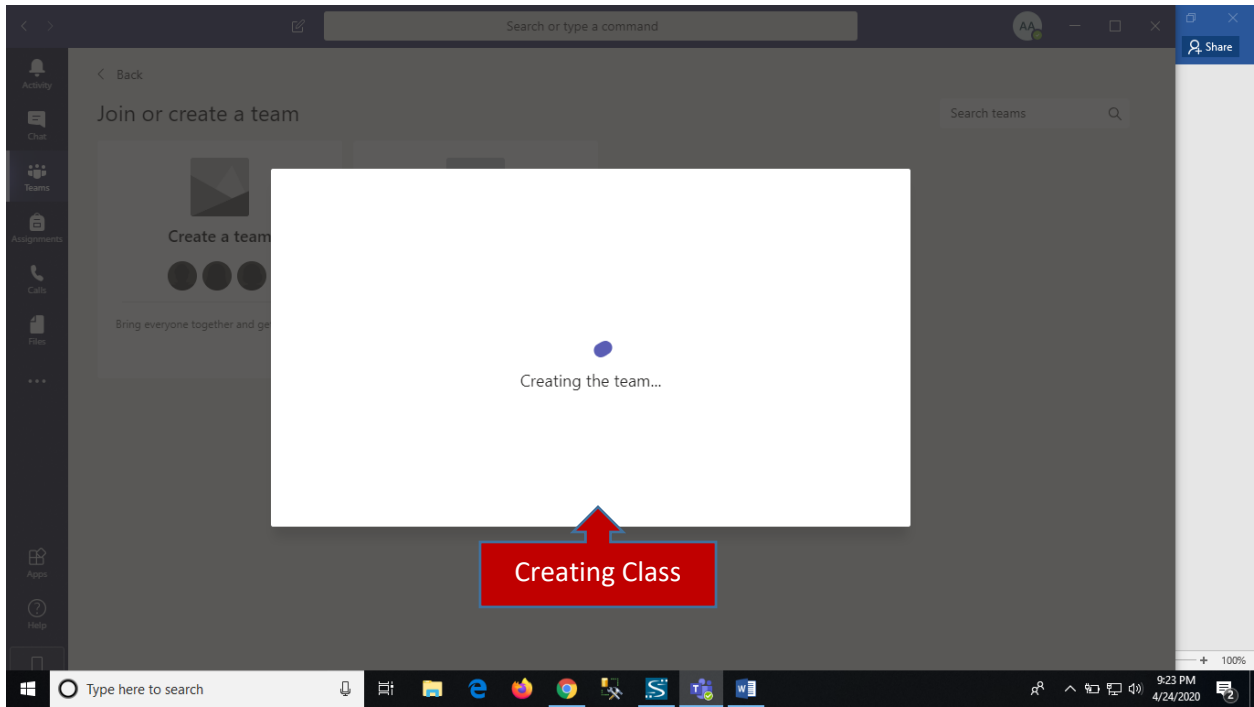 Search or type a command
AA
Share
Activity
< Back
Join or create a team
Search teams
Chat
Teams
Create a team
Assignments
Calls
Bring everyone together and ge
Files
Creating the team...
Creating Class
Apps
Help
100%
Type here to search
9:23 PM
4/24/2020
2